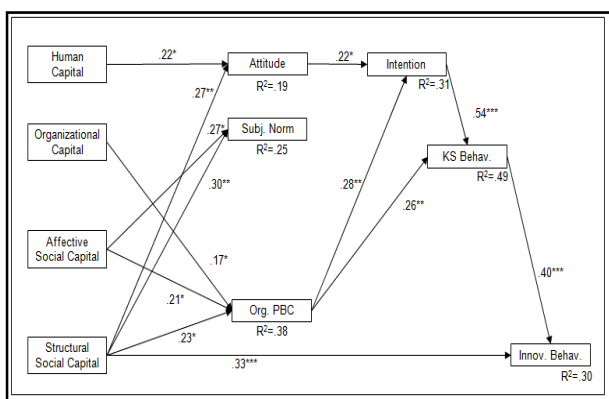 Human
Capital
.22*
Attitude
R²=.19
.22*
Intention
R²=.31
.27**
.54***
Organizational
Capital
.27*
Subj. Norm
R²=.25
.30**
KS Behav.
R²=.49
.28**
.26**
Affective
Social Capital
.17*
.21*
Org. PBC
R²=.38
.40***
.23*
Structural
Social Capital
.33***
Innov. Behav.
R²=.30